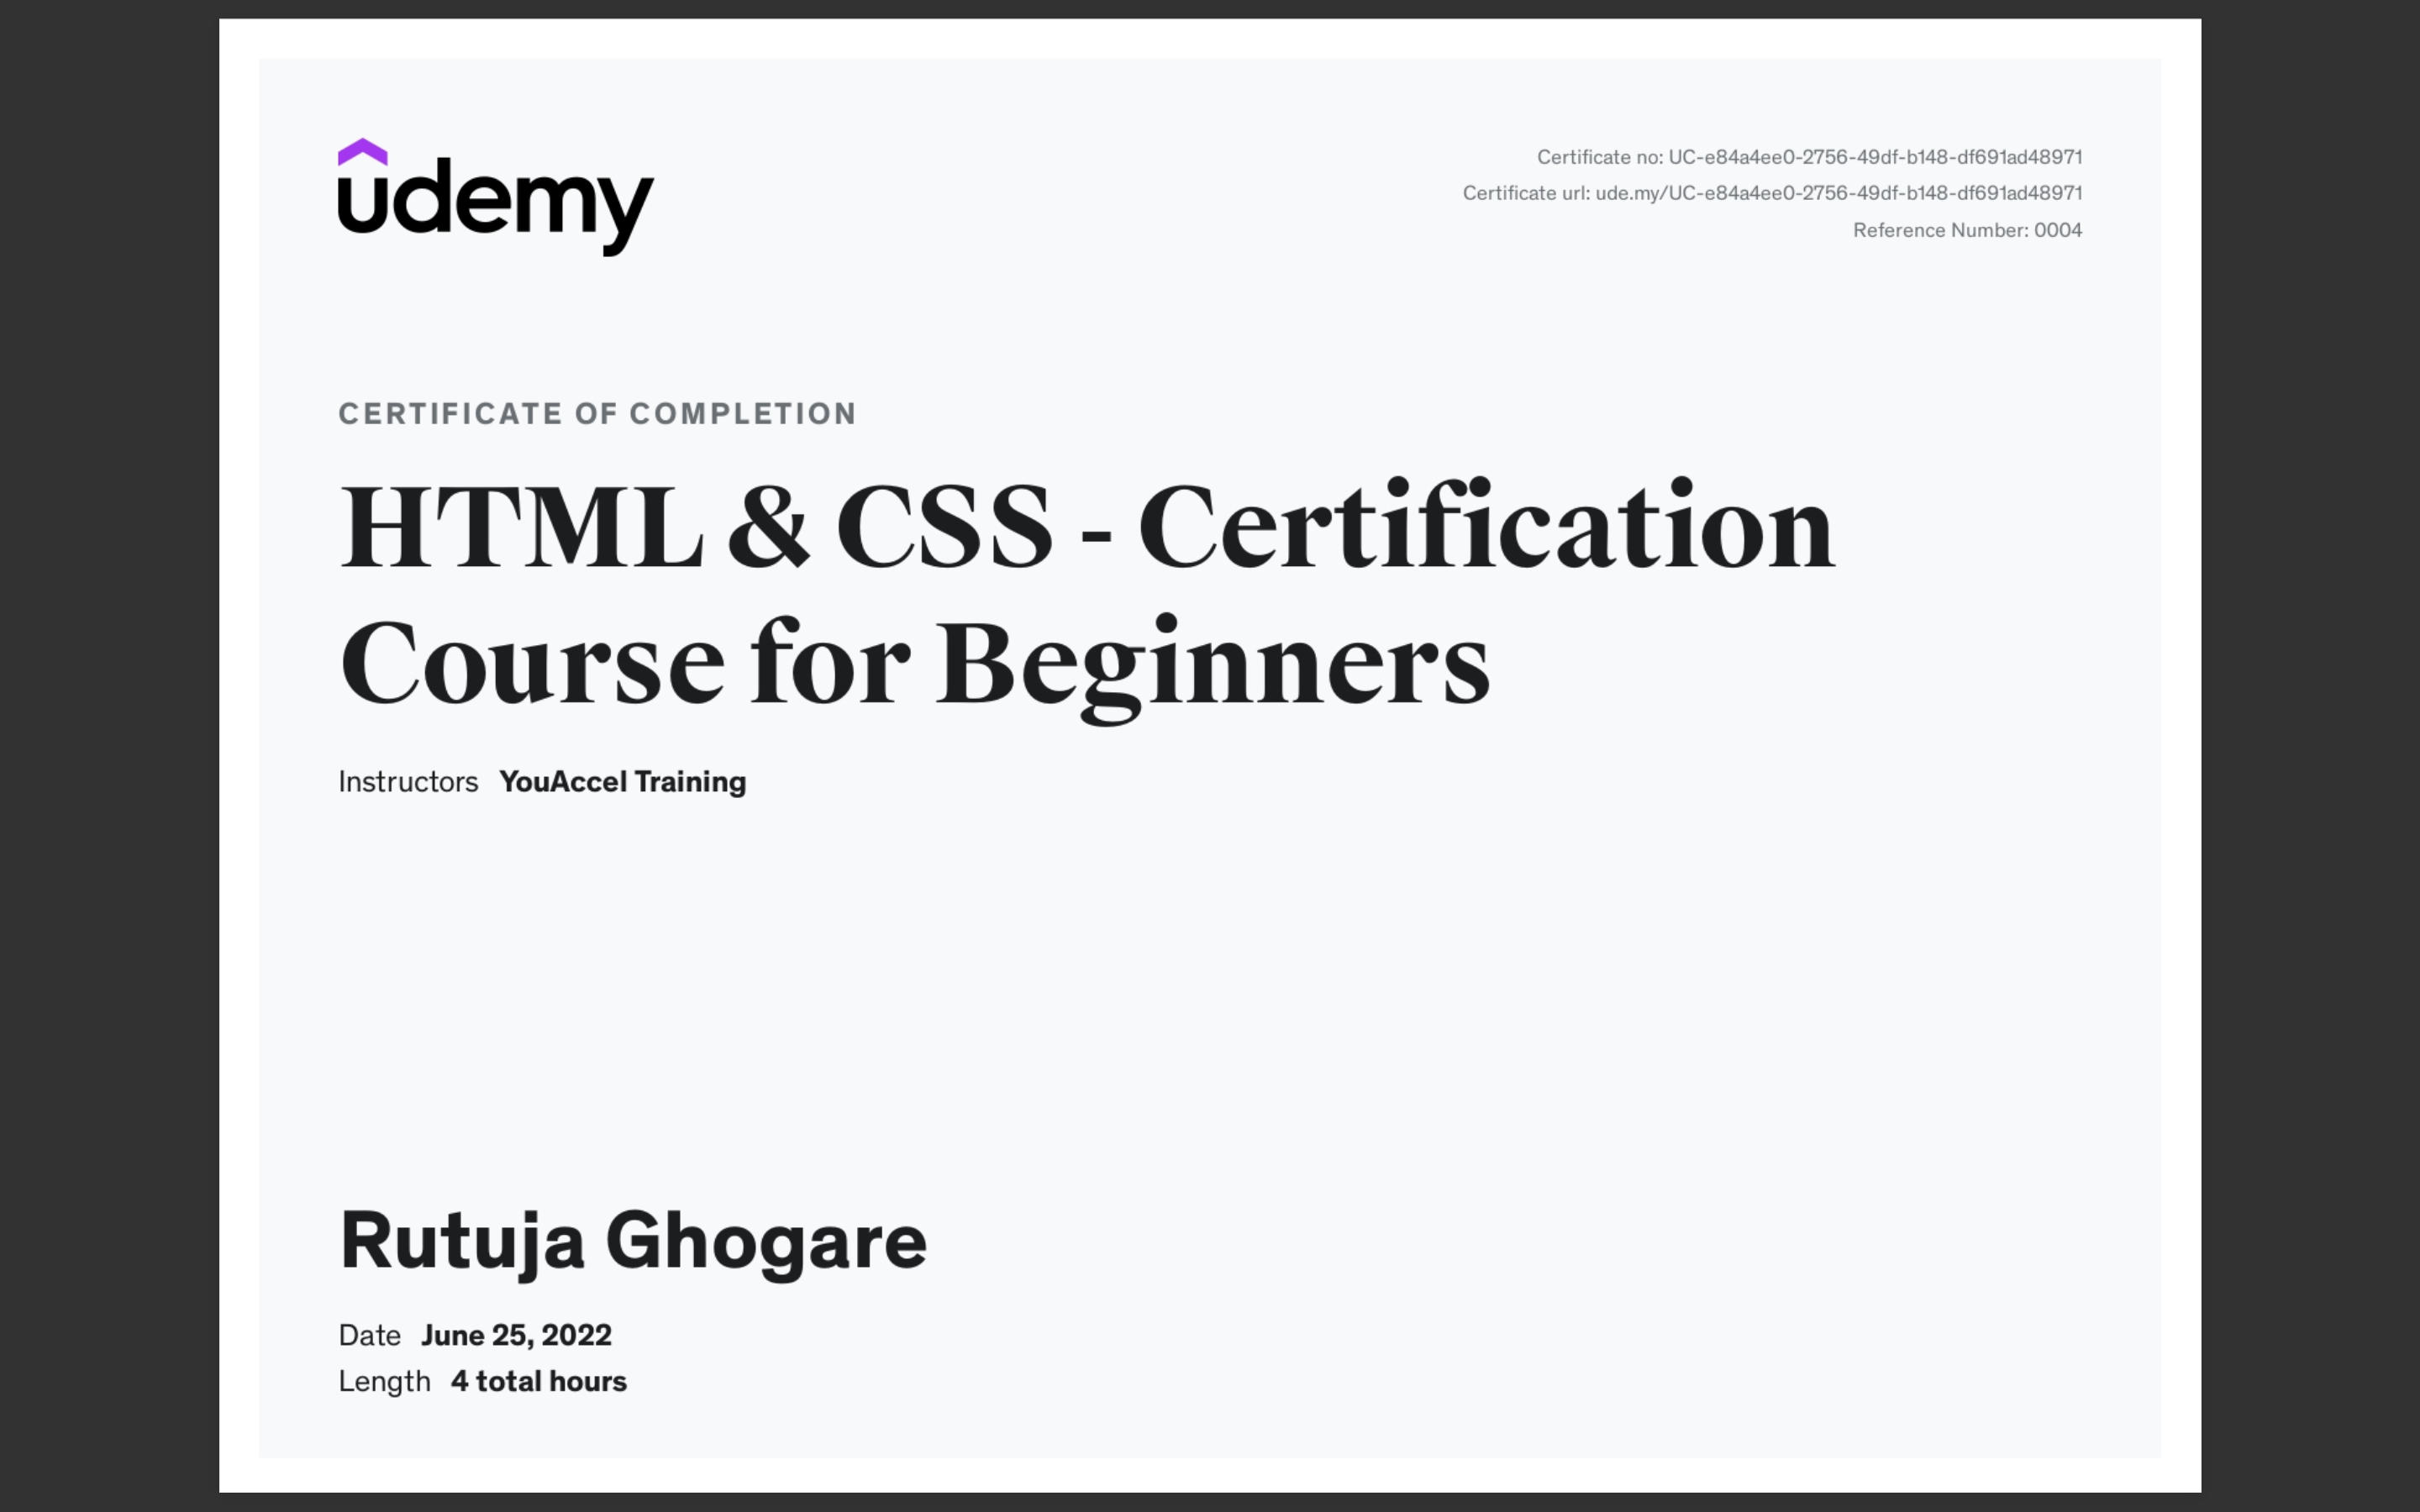 udemy
Certificate no: UC-e84a4ee0-2756-49df-b148-df691ad48971
Certificate url: ude.my/UC-e84a4ee0-2756-49df-b148-df691ad48971
Reference Number: 0004
CERTIFICATE OF COMPLETION
HTML & CSS - Certification
Course for Beginners
Instructors YouAccel Training
Rutuja Ghogare
Date June 25, 2022
Length 4 total hours